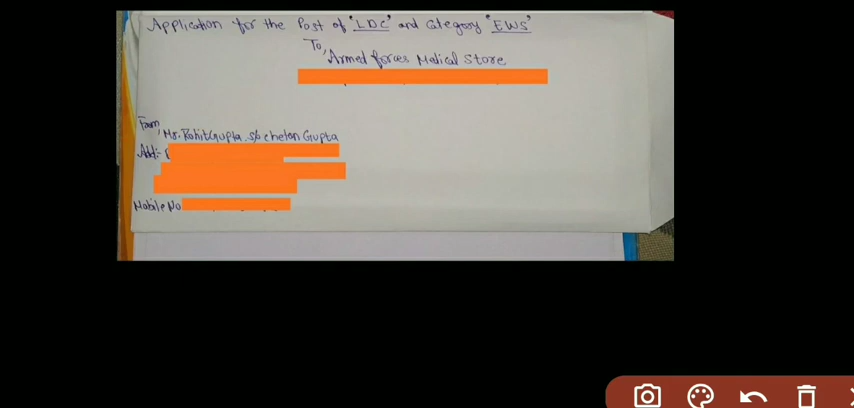 Application for the Post of "LDC" and Category "EWS"
To,
Armed forces Medical Store
From,
Mr. Rohit Gupta. S/o chetan Gupta
Add:-
Mobile No